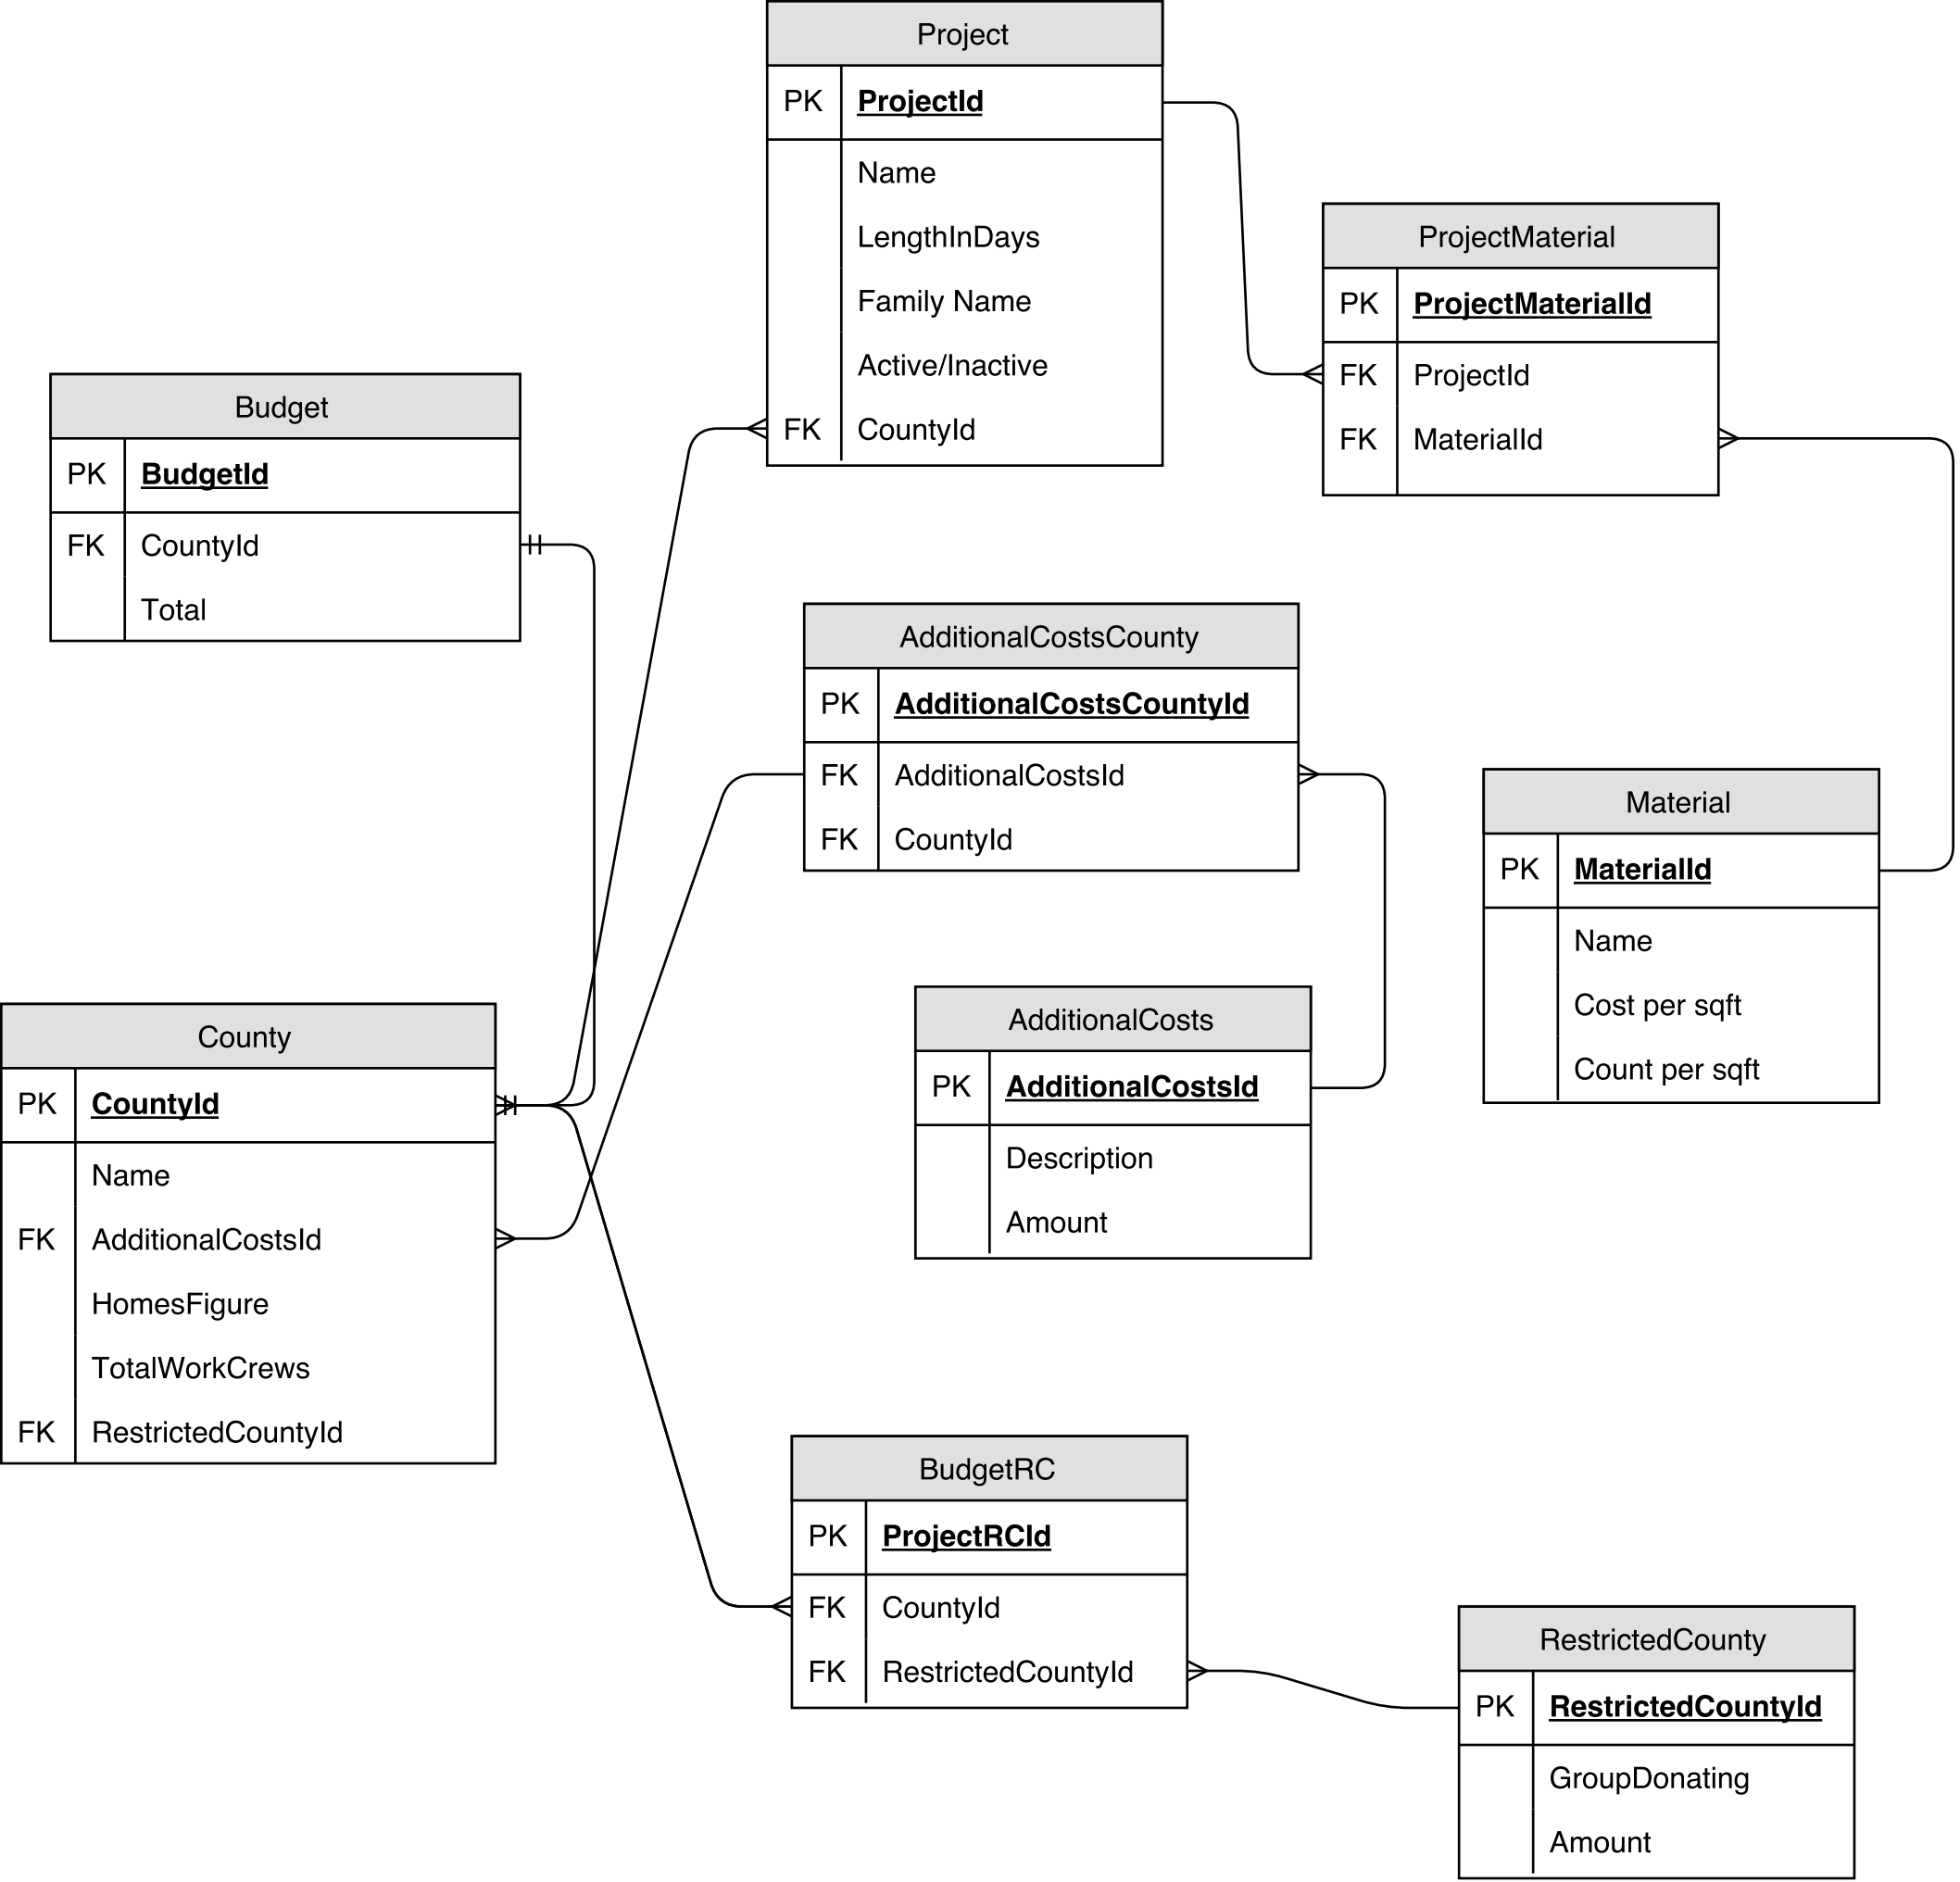 Project
PK ProjectId
Name
LengthInDays
Family Name
Active/Inactive
FK CountyId
ProjectMaterial
PK ProjectMaterialId
FK ProjectId
FK MaterialId
Budget
PK BudgetId
FK CountyId
Total
AdditionalCostsCounty
PK AdditionalCostsCountyId
FK AdditionalCostsId
FK CountyId
Material
PK MaterialId
Name
Cost per sqft
Count per sqft
County
PK CountyId
Name
FK AdditionalCostsId
HomesFigure
TotalWorkCrews
FK RestrictedCountyId
AdditionalCosts
PK AdditionalCostsId
Description
Amount
BudgetRC
PK ProjectRCId
FK CountyId
FK RestrictedCountyId
RestrictedCounty
PK RestrictedCountyId
GroupDonating
Amount